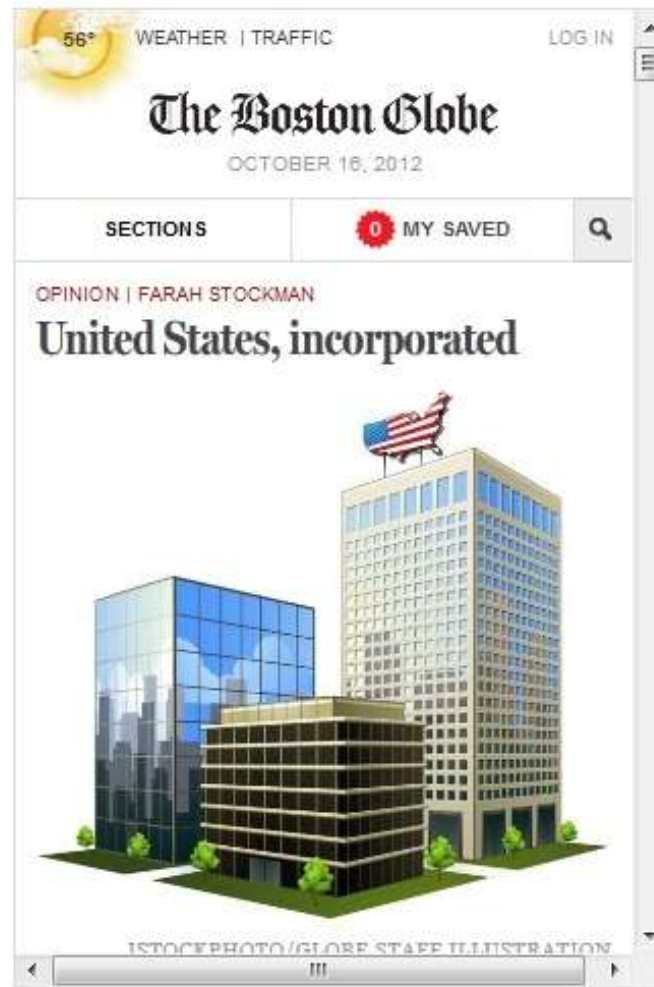 56° WEATHER | TRAFFIC LOG IN
The Boston Globe
OCTOBER 16, 2012
SECTIONS 0 MY SAVED
OPINION | FARAH STOCKMAN
United States, incorporated
ISTOCKPHOTO/GLOBE STAFF ILLUSTRATION